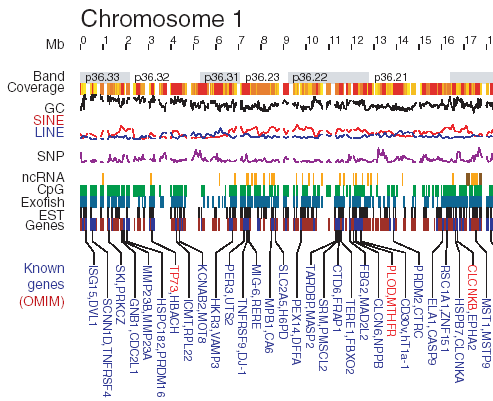 Chromosome 1
Mb 0 1 2 3 4 5 6 7 8 9 10 11 12 13 14 15 16 17 18
Band p36.33 p36.32 p36.31 p36.23 p36.22 p36.21
Coverage
GC
SINE
LINE
SNP
ncRNA
CpG
Exofish
EST
Genes
Known
genes
(OMIM)
ISG15,DVL1
SCNN1D,TNFRSF4
SKI,PRKCZ
GNB1,CDC2L1
MMP23B,MMP23A
HSPC182,PRDM16
TP73,HBACH
ICMT,RPL22
KCNAB2,MOT8
HKR3,VAMP3
PER3,UTS2
TNFRSF9,DJ-1
MIG-6,RERE
MPB1,CA6
SLC2A5,H6PD
PEX14,DFFA
TARDBP,MASP2
SRM,PMSCL2
CTD6,FRAP1
TERE1,FBXO2
FBG2,MAD2L2
CLCN6,NPPB
PLOD,MTHFR
CD30v,hT1a-1
PRDM2,CTRC
ELA1,CASP9
RSC1A1,ZNF151
HSPB7,CLCNKA
CLCNKB,EPHA2
MST1,MSTP9